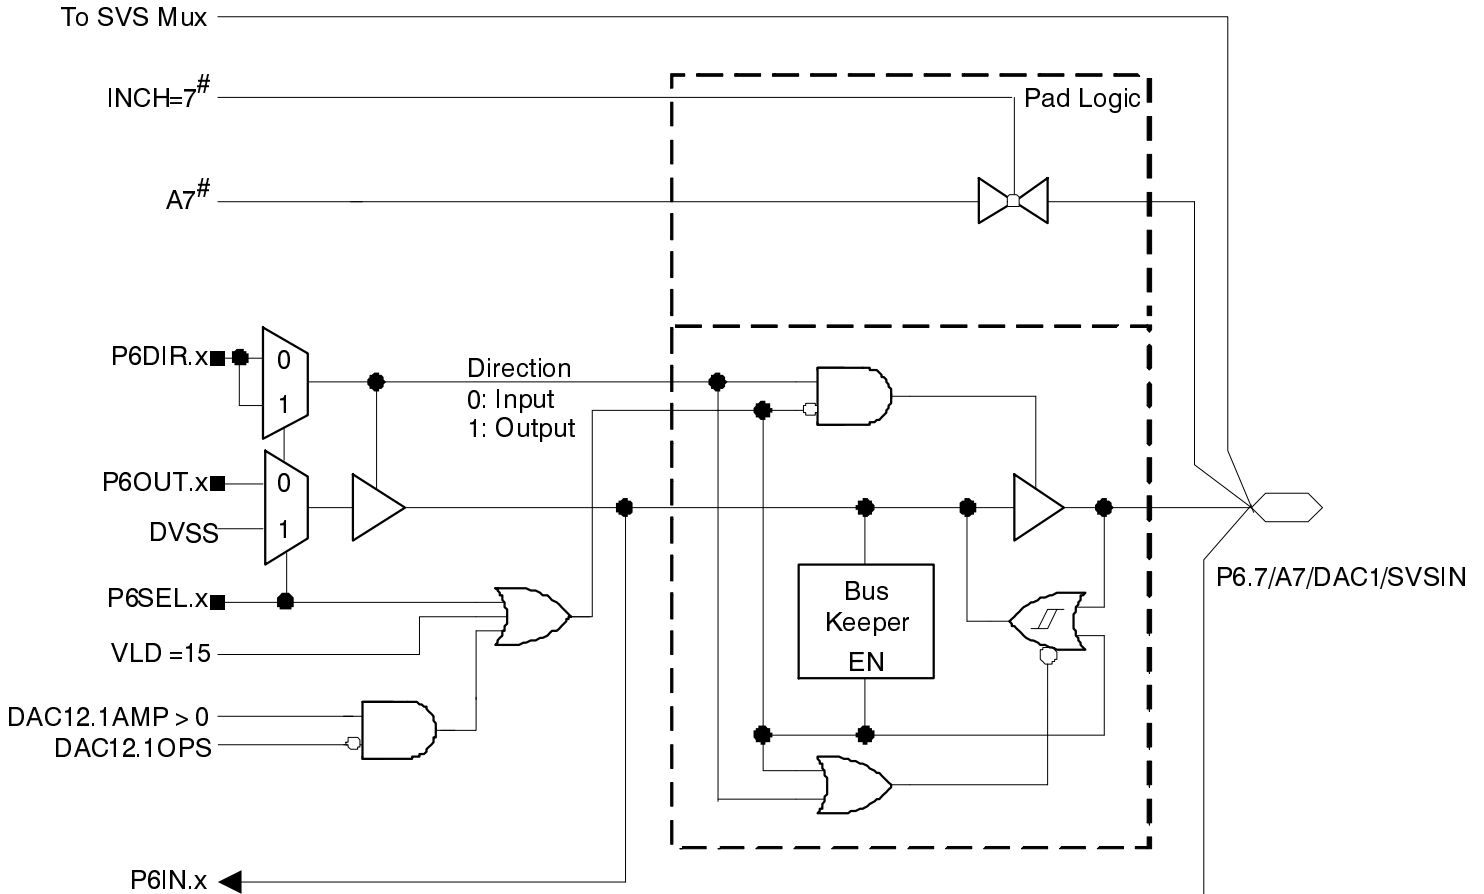 To SVS Mux
INCH=7#
Pad Logic
A7#
P6DIR.x
0
1
Direction
0: Input
1: Output
P6OUT.x
0
DVSS
1
P6SEL.x
VLD =15
DAC12.1AMP > 0
DAC12.1OPS
Bus
Keeper
EN
P6.7/A7/DAC1/SVSIN
P6IN.x